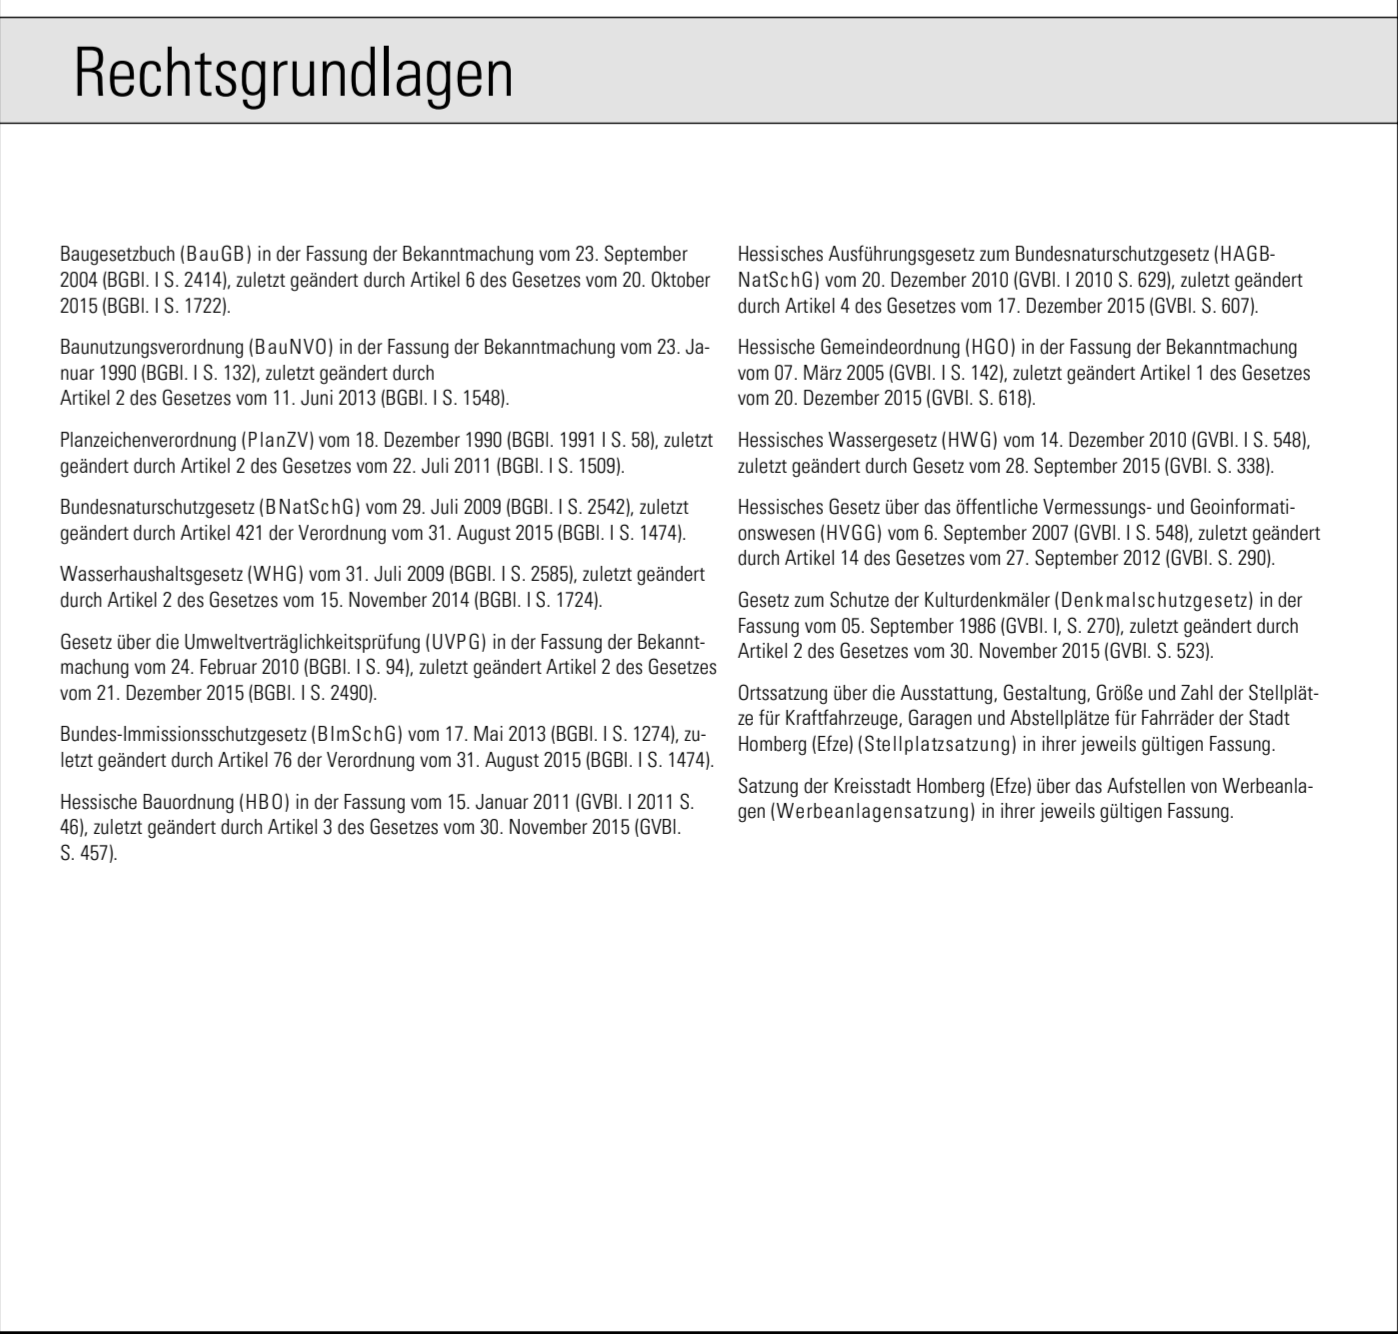 Rechtsgrundlagen
Baugesetzbuch (BauGB) in der Fassung der Bekanntmachung vom 23. September
2004 (BGBl. I S. 2414), zuletzt geändert durch Artikel 6 des Gesetzes vom 20. Oktober
2015 (BGBl. I S. 1722).
Baunutzungsverordnung (BauNVO) in der Fassung der Bekanntmachung vom 23. Ja-
nuar 1990 (BGBl. I S. 132), zuletzt geändert durch
Artikel 2 des Gesetzes vom 11. Juni 2013 (BGBl. I S. 1548).
Planzeichenverordnung (PlanZV) vom 18. Dezember 1990 (BGBl. 1991 I S. 58), zuletzt
geändert durch Artikel 2 des Gesetzes vom 22. Juli 2011 (BGBl. I S. 1509).
Bundesnaturschutzgesetz (BNatSchG) vom 29. Juli 2009 (BGBl. I S. 2542), zuletzt
geändert durch Artikel 421 der Verordnung vom 31. August 2015 (BGBl. I S. 1474).
Wasserhaushaltsgesetz (WHG) vom 31. Juli 2009 (BGBl. I S. 2585), zuletzt geändert
durch Artikel 2 des Gesetzes vom 15. November 2014 (BGBl. I S. 1724).
Gesetz über die Umweltverträglichkeitsprüfung (UVPG) in der Fassung der Bekannt-
machung vom 24. Februar 2010 (BGBl. I S. 94), zuletzt geändert Artikel 2 des Gesetzes
vom 21. Dezember 2015 (BGBl. I S. 2490).
Bundes-Immissionsschutzgesetz (BImSchG) vom 17. Mai 2013 (BGBl. I S. 1274), zu-
letzt geändert durch Artikel 76 der Verordnung vom 31. August 2015 (BGBl. I S. 1474).
Hessische Bauordnung (HBO) in der Fassung vom 15. Januar 2011 (GVBl. I 2011 S.
46), zuletzt geändert durch Artikel 3 des Gesetzes vom 30. November 2015 (GVBl.
S. 457).
Hessisches Ausführungsgesetz zum Bundesnaturschutzgesetz (HAGB-
NatSchG) vom 20. Dezember 2010 (GVBl. I 2010 S. 629), zuletzt geändert
durch Artikel 4 des Gesetzes vom 17. Dezember 2015 (GVBl. S. 607).
Hessische Gemeindeordnung (HGO) in der Fassung der Bekanntmachung
vom 07. März 2005 (GVBl. I S. 142), zuletzt geändert Artikel 1 des Gesetzes
vom 20. Dezember 2015 (GVBl. S. 618).
Hessisches Wassergesetz (HWG) vom 14. Dezember 2010 (GVBl. I S. 548),
zuletzt geändert durch Gesetz vom 28. September 2015 (GVBl. S. 338).
Hessisches Gesetz über das öffentliche Vermessungs- und Geoinformati-
onswesen (HVGG) vom 6. September 2007 (GVBl. I S. 548), zuletzt geändert
durch Artikel 14 des Gesetzes vom 27. September 2012 (GVBl. S. 290).
Gesetz zum Schutze der Kulturdenkmäler (Denkmalschutzgesetz) in der
Fassung vom 05. September 1986 (GVBl. I, S. 270), zuletzt geändert durch
Artikel 2 des Gesetzes vom 30. November 2015 (GVBl. S. 523).
Ortssatzung über die Ausstattung, Gestaltung, Größe und Zahl der Stellplät-
ze für Kraftfahrzeuge, Garagen und Abstellplätze für Fahrräder der Stadt
Homberg (Efze) (Stellplatzsatzung) in ihrer jeweils gültigen Fassung.
Satzung der Kreisstadt Homberg (Efze) über das Aufstellen von Werbeanla-
gen (Werbeanlagensatzung) in ihrer jeweils gültigen Fassung.